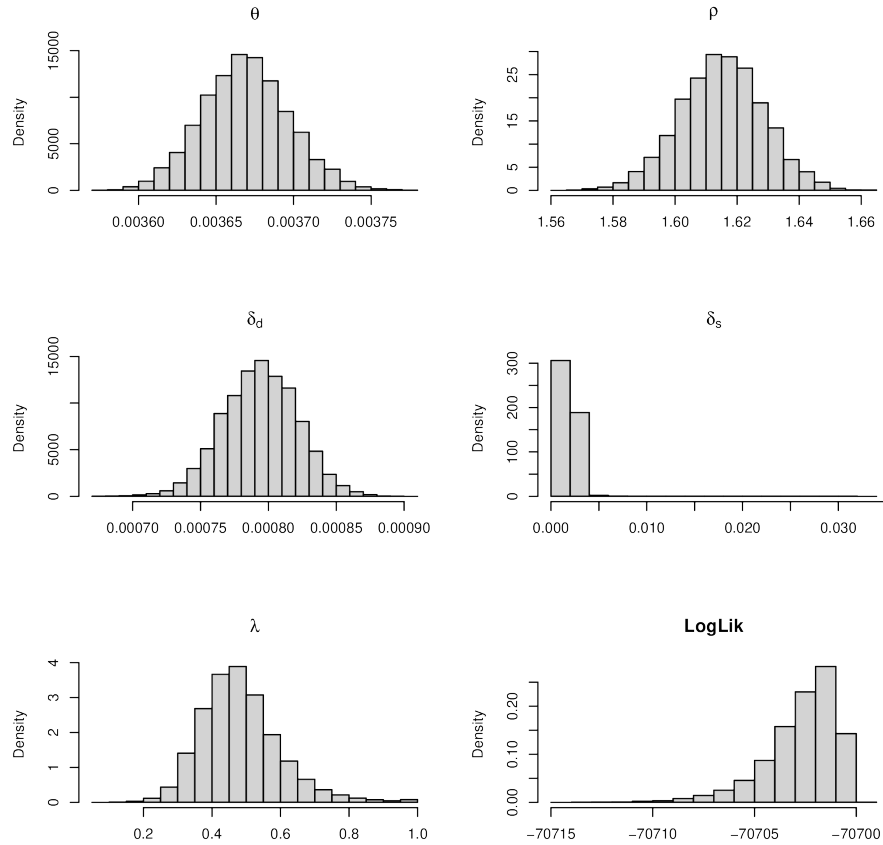 θ
Density
0 5000 15000
0.00360 0.00365 0.00370 0.00375
ρ
Density
0 5 15 25
1.56 1.58 1.60 1.62 1.64 1.66
δd
Density
0 5000 15000
0.00070 0.00075 0.00080 0.00085 0.00090
δs
Density
0 100 200 300
0.000 0.010 0.020 0.030
λ
Density
0 1 2 3 4
0.2 0.4 0.6 0.8 1.0
LogLik
Density
0.00 0.10 0.20
−70715 −70710 −70705 −70700